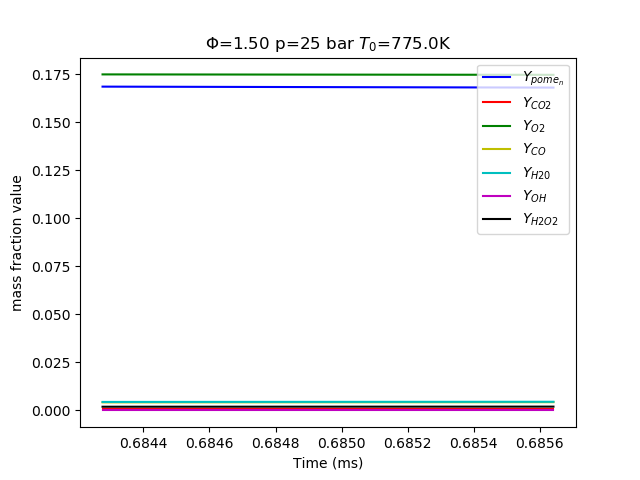 Φ=1.50 p=25 bar T₀=775.0K
mass fraction value
0.175
0.150
0.125
0.100
0.075
0.050
0.025
0.000
Y_pomeₙ
Y_CO2
Y_O2
Y_CO
Y_H20
Y_OH
Y_H2O2
0.6844 0.6846 0.6848 0.6850 0.6852 0.6854 0.6856
Time (ms)